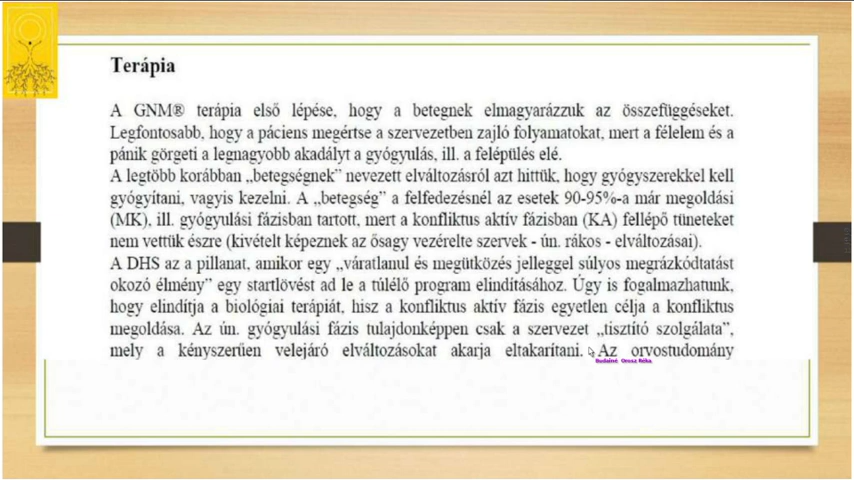 Terápia
A GNM® terápia első lépése, hogy a betegnek elmagyarázzuk az összefüggéseket.
Legfontosabb, hogy a páciens megértse a szervezetben zajló folyamatokat, mert a félelem és a
pánik görgeti a legnagyobb akadályt a gyógyulás, ill. a felépülés elé.
A legtöbb korábban „betegségnek” nevezett elváltozásról azt hittük, hogy gyógyszerekkel kell
gyógyítani, vagyis kezelni. A „betegség” a felfedezésnél az esetek 90-95%-a már megoldási
(MK), ill. gyógyulási fázisban tartott, mert a konfliktus aktív fázisban (KA) fellépő tüneteket
nem vettük észre (kivételt képeznek az ősagy vezérelte szervek - ún. rákos - elváltozásai).
A DHS az a pillanat, amikor egy „váratlanul és megütközés jelleggel súlyos megrázkódtatást
okozó élmény” egy startlövést ad le a túlélő program elindításához. Úgy is fogalmazhatunk,
hogy elindítja a biológiai terápiát, hisz a konfliktus aktív fázis egyetlen célja a konfliktus
megoldása. Az ún. gyógyulási fázis tulajdonképpen csak a szervezet „tisztító szolgálata”,
mely a kényszerűen velejáró elváltozásokat akarja eltakarítani. Az orvostudomány
Budainé Orosz Réka